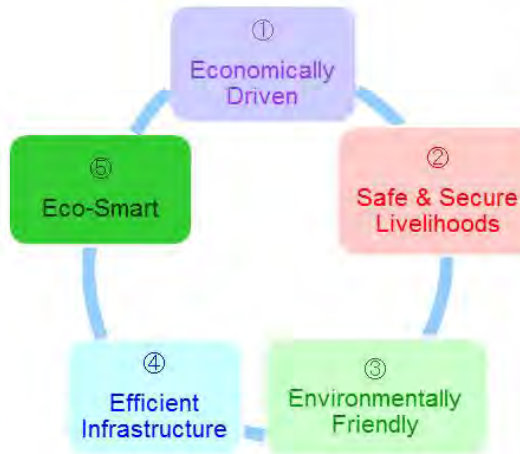 ①
Economically
Driven
②
Safe & Secure
Livelihoods
③
Environmentally
Friendly
④
Efficient
Infrastructure
⑤
Eco-Smart